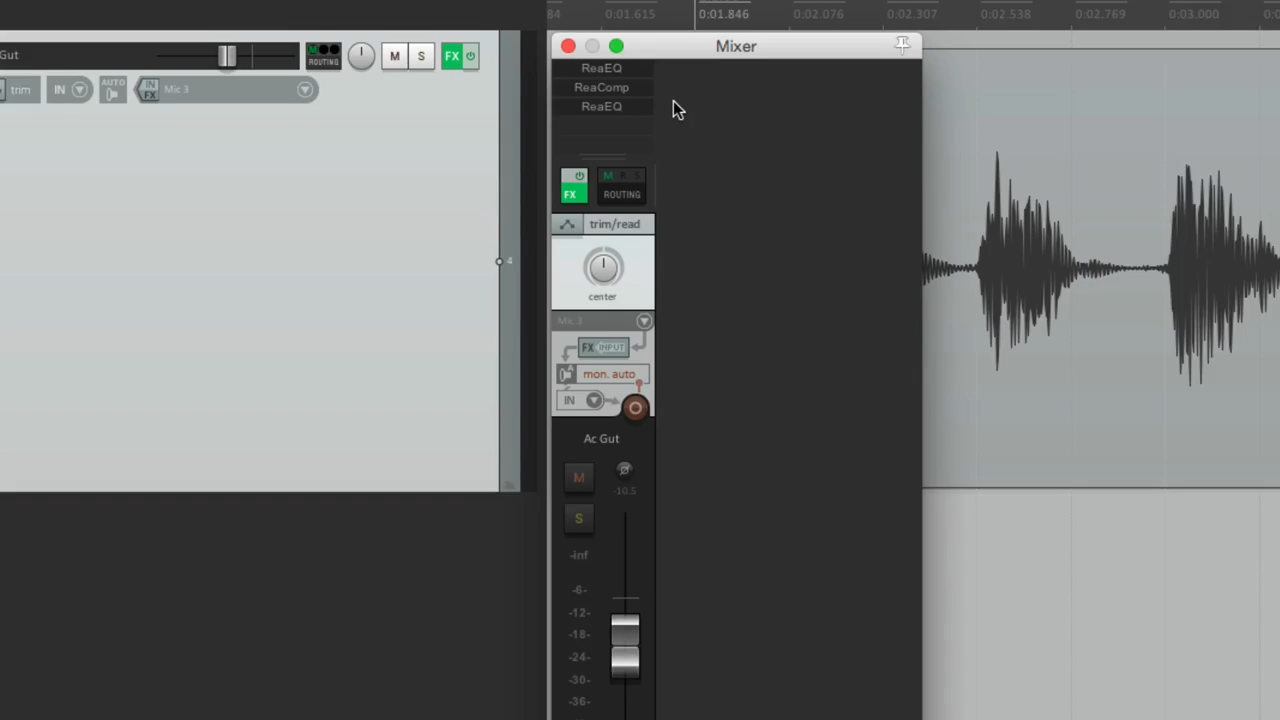 84 0:01.615 0:01.846 0:02.076 0:02.307 0:02.538 0:02.769 0:03.000
Gut M ROUTING M S FX
trim IN AUTO IN FX Mic 3
4
Mixer
ReaEQ
ReaComp
ReaEQ
FX M R S ROUTING
trim/read
center
Mic 3
FX INPUT
A mon. auto
IN
Ac Gut
M
-10.5
S
-inf
-6-
-12-
-18-
-24-
-30-
-36-